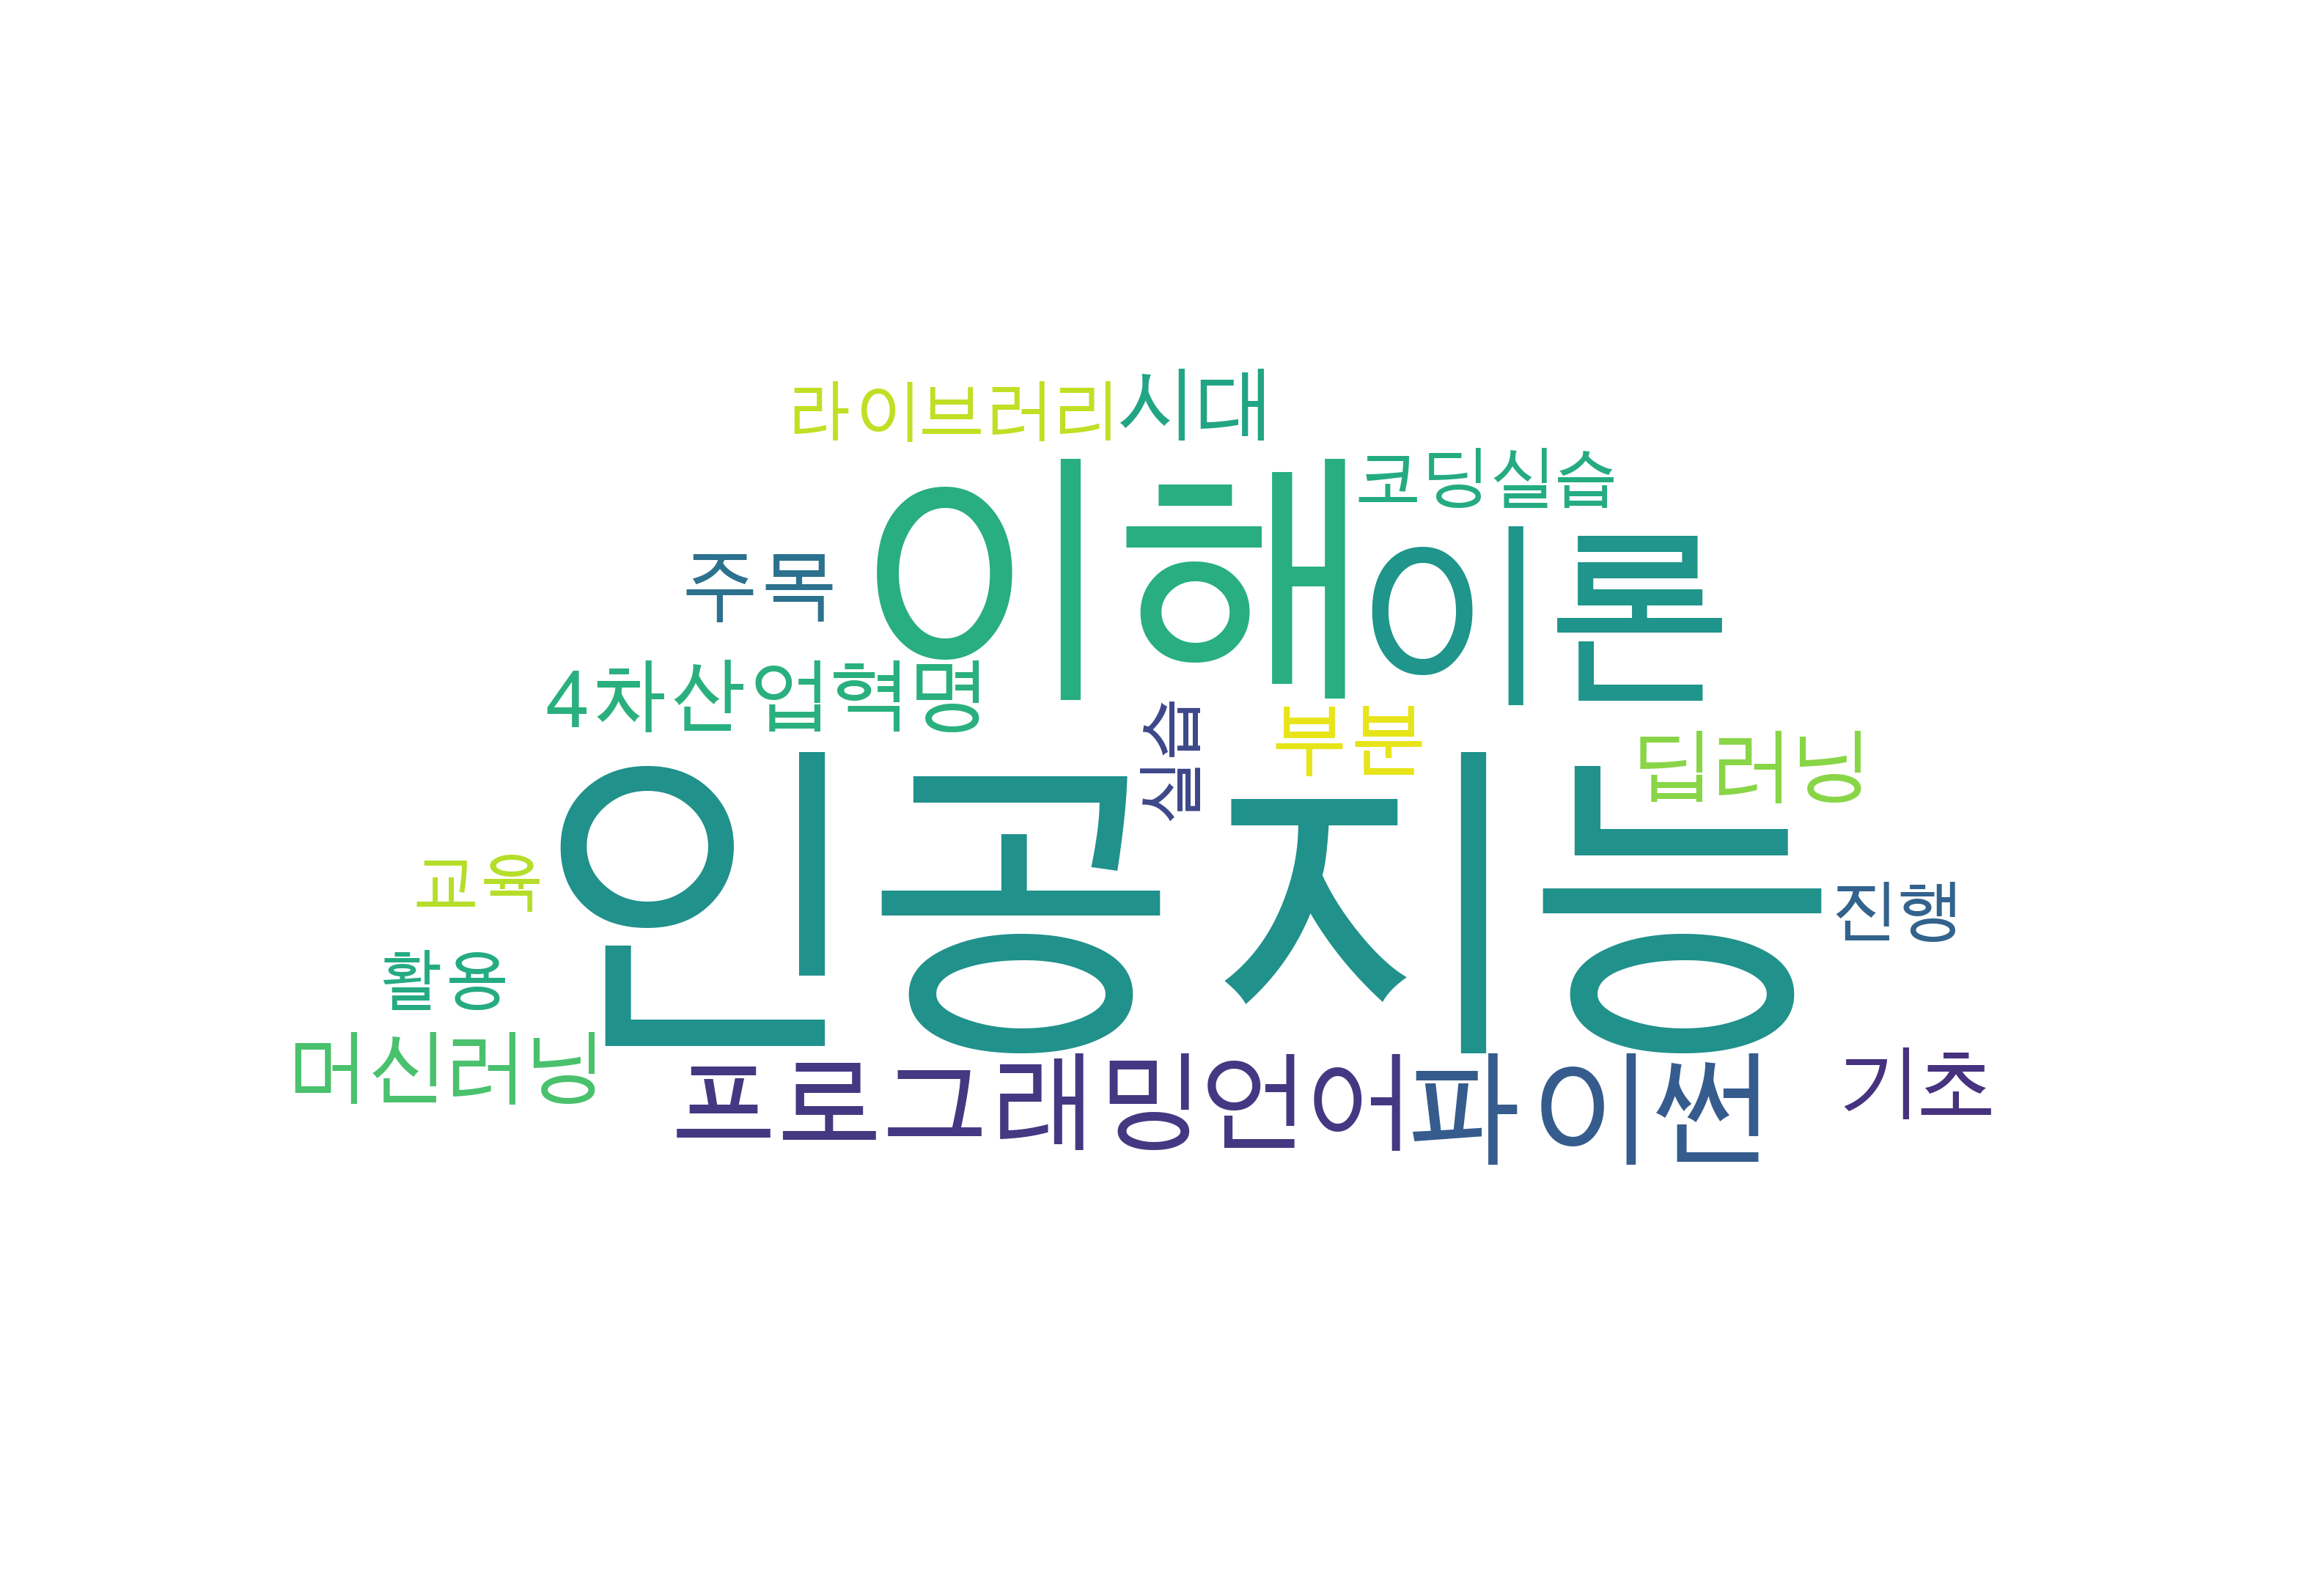 라이브러리 시대
코딩실습
주목 이해 이론
4차산업혁명
실습 부분 딥러닝
인공지능
교육 진행
활용
머신러닝 프로그래밍언어 파이썬 기초